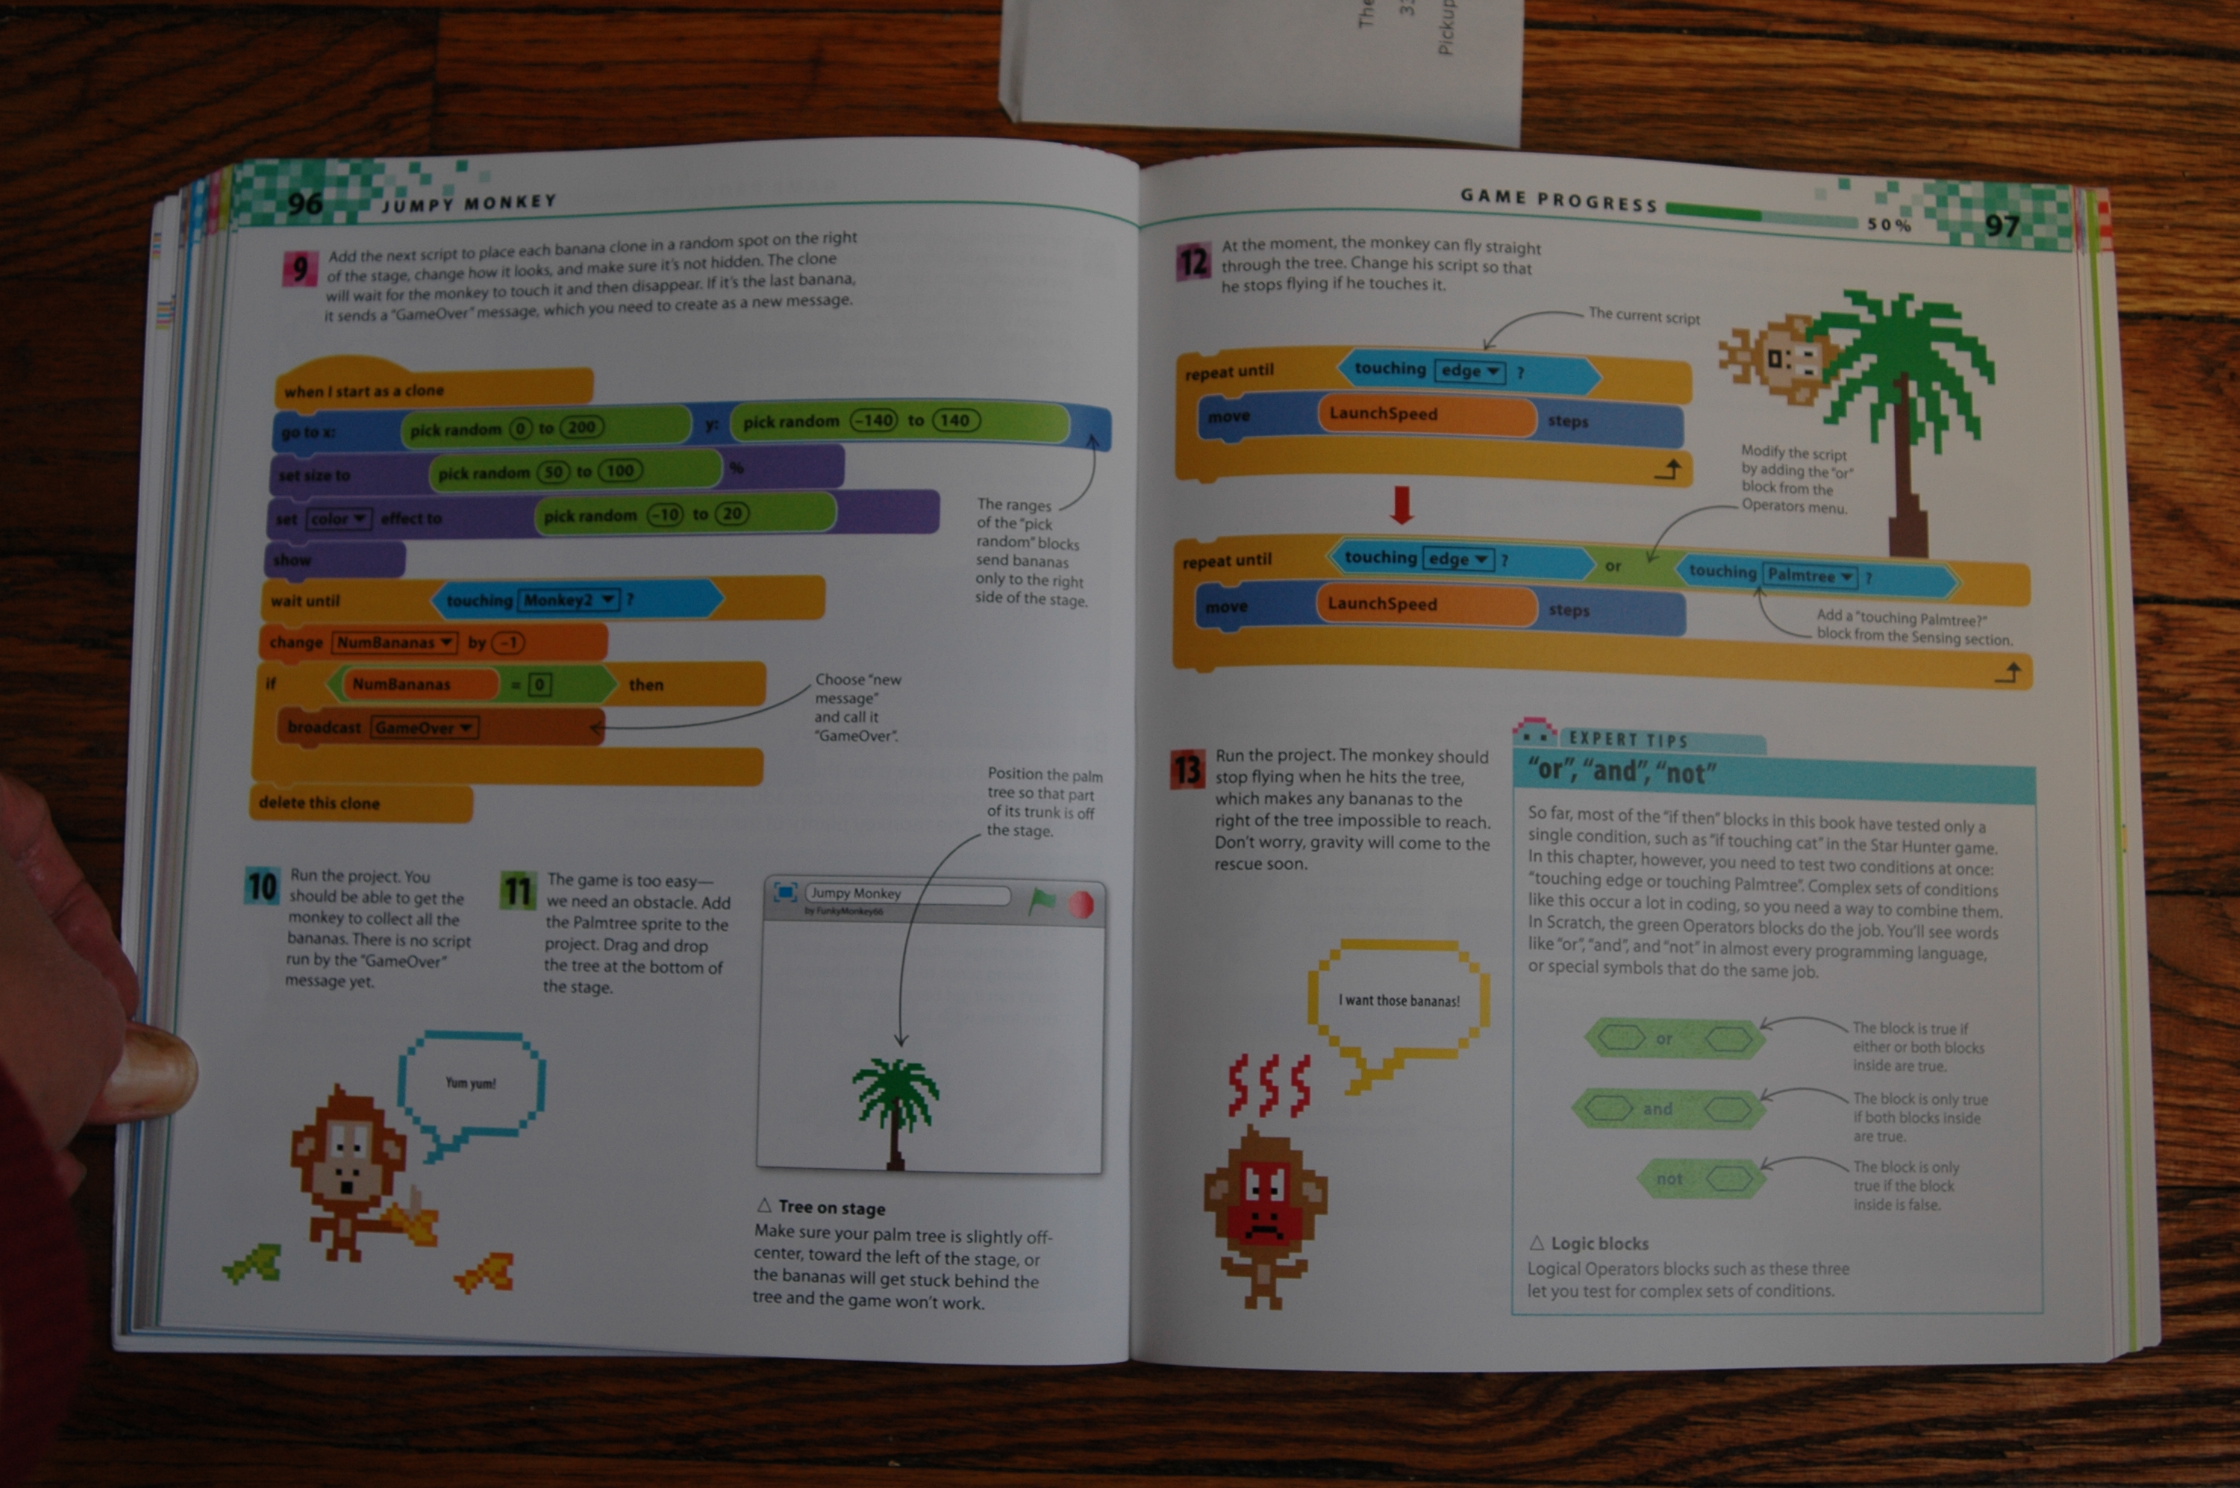 96 JUMPY MONKEY
9 Add the next script to place each banana clone in a random spot on the right
of the stage, change how it looks, and make sure it's not hidden. The clone
will wait for the monkey to touch it and then disappear. If it's the last banana,
it sends a "GameOver" message, which you need to create as a new message.
when I start as a clone
go to x: pick random 0 to 200 y: pick random -140 to 140
set size to pick random 50 to 100 %
set color effect to pick random -10 to 20
show
wait until touching Monkey2 ?
change NumBananas by -1
if NumBananas = 0 then
broadcast GameOver
delete this clone
The ranges
of the "pick
random" blocks
send bananas
only to the right
side of the stage.
Choose "new
message"
and call it
"GameOver".
10 Run the project. You
should be able to get the
monkey to collect all the
bananas. There is no script
run by the "GameOver"
message yet.
Yum yum!
11 The game is too easy—
we need an obstacle. Add
the Palmtree sprite to the
project. Drag and drop
the tree at the bottom of
the stage.
Position the palm
tree so that part
of its trunk is off
the stage.
Jumpy Monkey
by FunkyMonkey66
△ Tree on stage
Make sure your palm tree is slightly off-
center, toward the left of the stage, or
the bananas will get stuck behind the
tree and the game won't work.
GAME PROGRESS 50% 97
12 At the moment, the monkey can fly straight
through the tree. Change his script so that
he stops flying if he touches it.
The current script
repeat until touching edge ?
move LaunchSpeed steps
Modify the script
by adding the "or"
block from the
Operators menu.
repeat until touching edge ? or touching Palmtree ?
move LaunchSpeed steps
Add a "touching Palmtree?"
block from the Sensing section.
13 Run the project. The monkey should
stop flying when he hits the tree,
which makes any bananas to the
right of the tree impossible to reach.
Don't worry, gravity will come to the
rescue soon.
I want those bananas!
EXPERT TIPS
"or", "and", "not"
So far, most of the "if then" blocks in this book have tested only a
single condition, such as "if touching cat" in the Star Hunter game.
In this chapter, however, you need to test two conditions at once:
"touching edge or touching Palmtree". Complex sets of conditions
like this occur a lot in coding, so you need a way to combine them.
In Scratch, the green Operators blocks do the job. You'll see words
like "or", "and", and "not" in almost every programming language,
or special symbols that do the same job.
or
The block is true if
either or both blocks
inside are true.
and
The block is only true
if both blocks inside
are true.
not
The block is only
true if the block
inside is false.
△ Logic blocks
Logical Operators blocks such as these three
let you test for complex sets of conditions.
The
Pickup